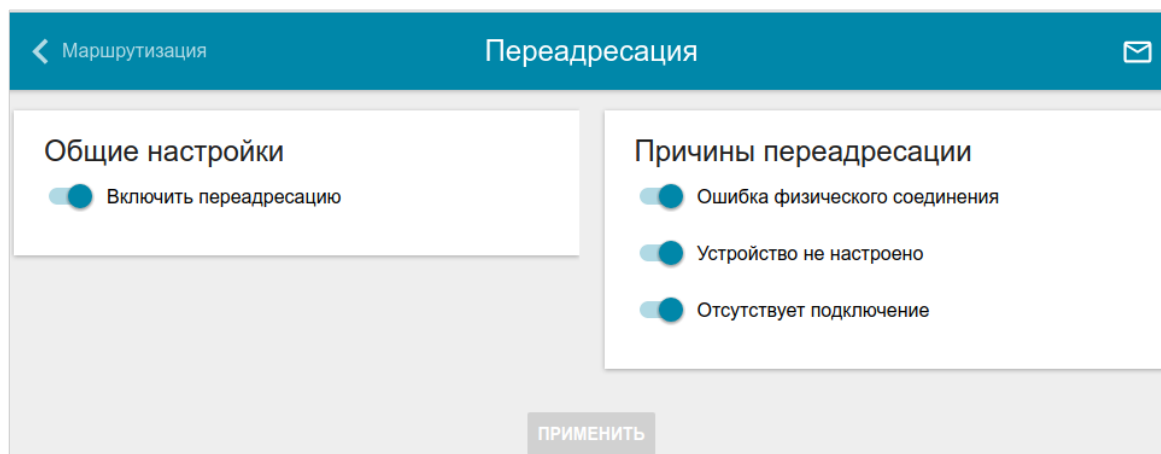 Маршрутизация
Переадресация
Общие настройки
Включить переадресацию
Причины переадресации
Ошибка физического соединения
Устройство не настроено
Отсутствует подключение
ПРИМЕНИТЬ